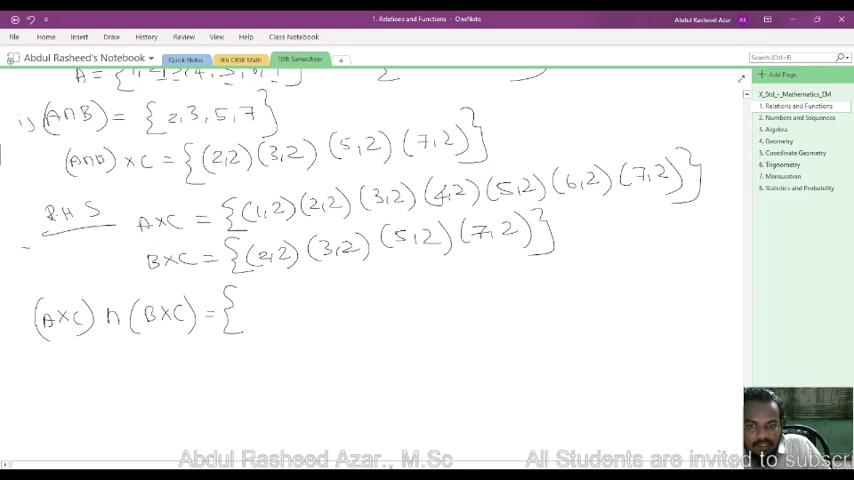 1. Relations and Functions - OneNote
Abdul Rasheed Azar
AR
File Home Insert Draw History Review View Help Class Notebook
Abdul Rasheed's Notebook
Quick Notes
9th CBSE Math
10th Samacheer
Search (Ctrl+E)
Add Page
X_Std_-_Mathematics_EM
1. Relations and Functions
2. Numbers and Sequences
3. Algebra
4. Geometry
5. Coordinate Geometry
6. Trignometry
7. Mensuration
8. Statistics and Probability
i) (A∩B) = {2,3,5,7}
(A∩B) × C = {(2,2) (3,2) (5,2) (7,2)}
R.H.S
A×C = {(1,2) (2,2) (3,2) (4,2) (5,2) (6,2) (7,2)}
B×C = {(2,2) (3,2) (5,2) (7,2)}
(A×C) ∩ (B×C) = {
Abdul Rasheed Azar., M.Sc All Students are invited to subscri